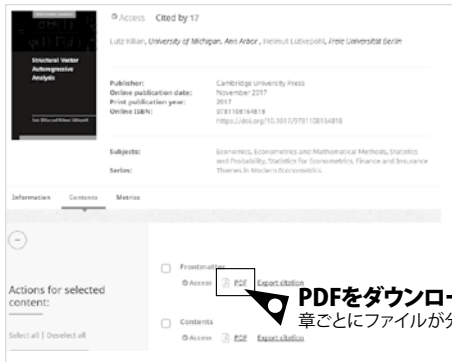 Access Cited by 17
Lutz Kilian, University of Michigan, Ann Arbor, Helmut Lütkepohl, Freie Universität Berlin
Structural Vector
Autoregressive
Analysis
Publisher: Cambridge University Press
Online publication date: November 2017
Print publication year: 2017
Online ISBN: 9781108164818
https://doi.org/10.1017/9781108164818
Subjects: Economics, Econometrics and Mathematical Methods, Statistics
and Probability, Statistics for Econometrics, Finance and Insurance
Series: Themes in Modern Econometrics
Information Contents Metrics
Frontmatter
Access PDF Export citation
Actions for selected
content:
PDFをダウンロー
章ごとにファイルが分
Select all | Deselect all
Contents
Access PDF Export citation